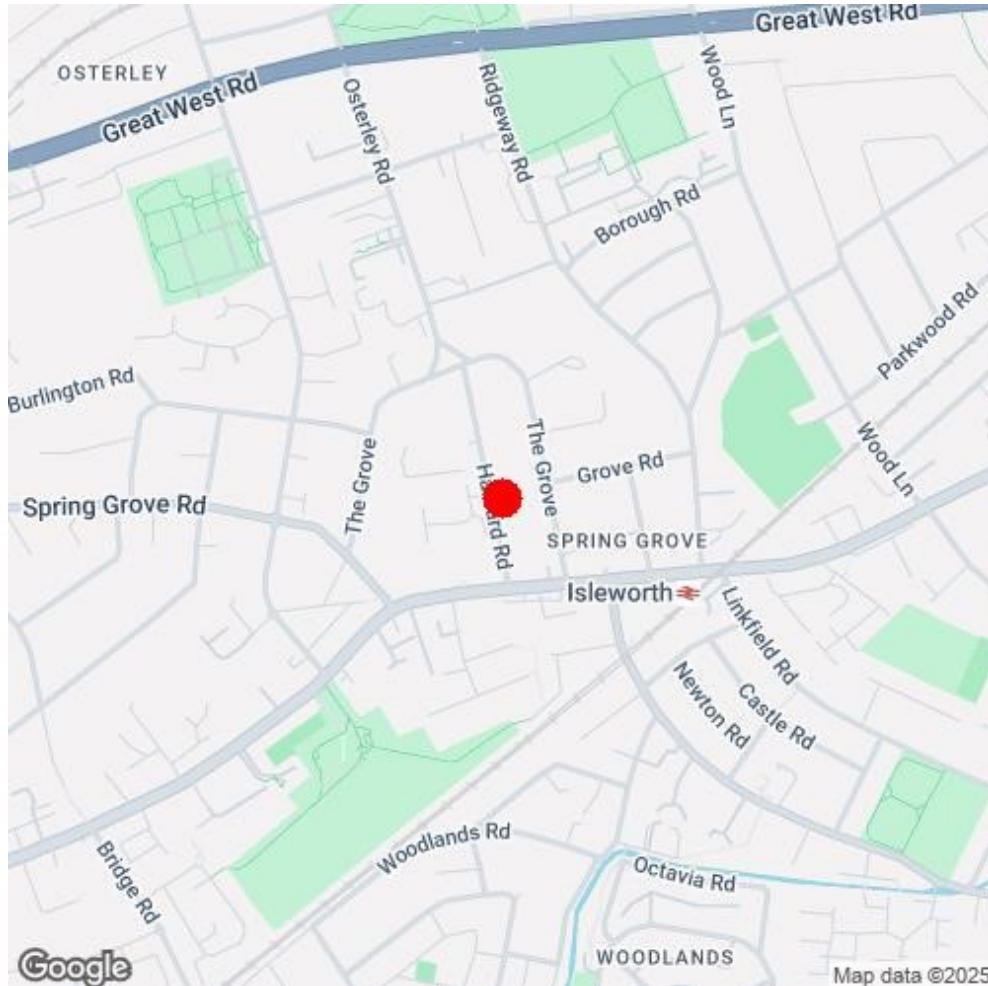 Great West Rd
OSTERLEY
Great West Rd
Osterley Rd
Ridgeway Rd
Wood Ln
Borough Rd
Parkwood Rd
Burlington Rd
The Grove
The Grove
Grove Rd
Wood Ln
Spring Grove Rd
Rd
SPRING GROVE
Isleworth
Linkfield Rd
Newton Rd
Castle Rd
Woodlands Rd
Bridge Rd
Octavia Rd
WOODLANDS
Google
Map data ©2025